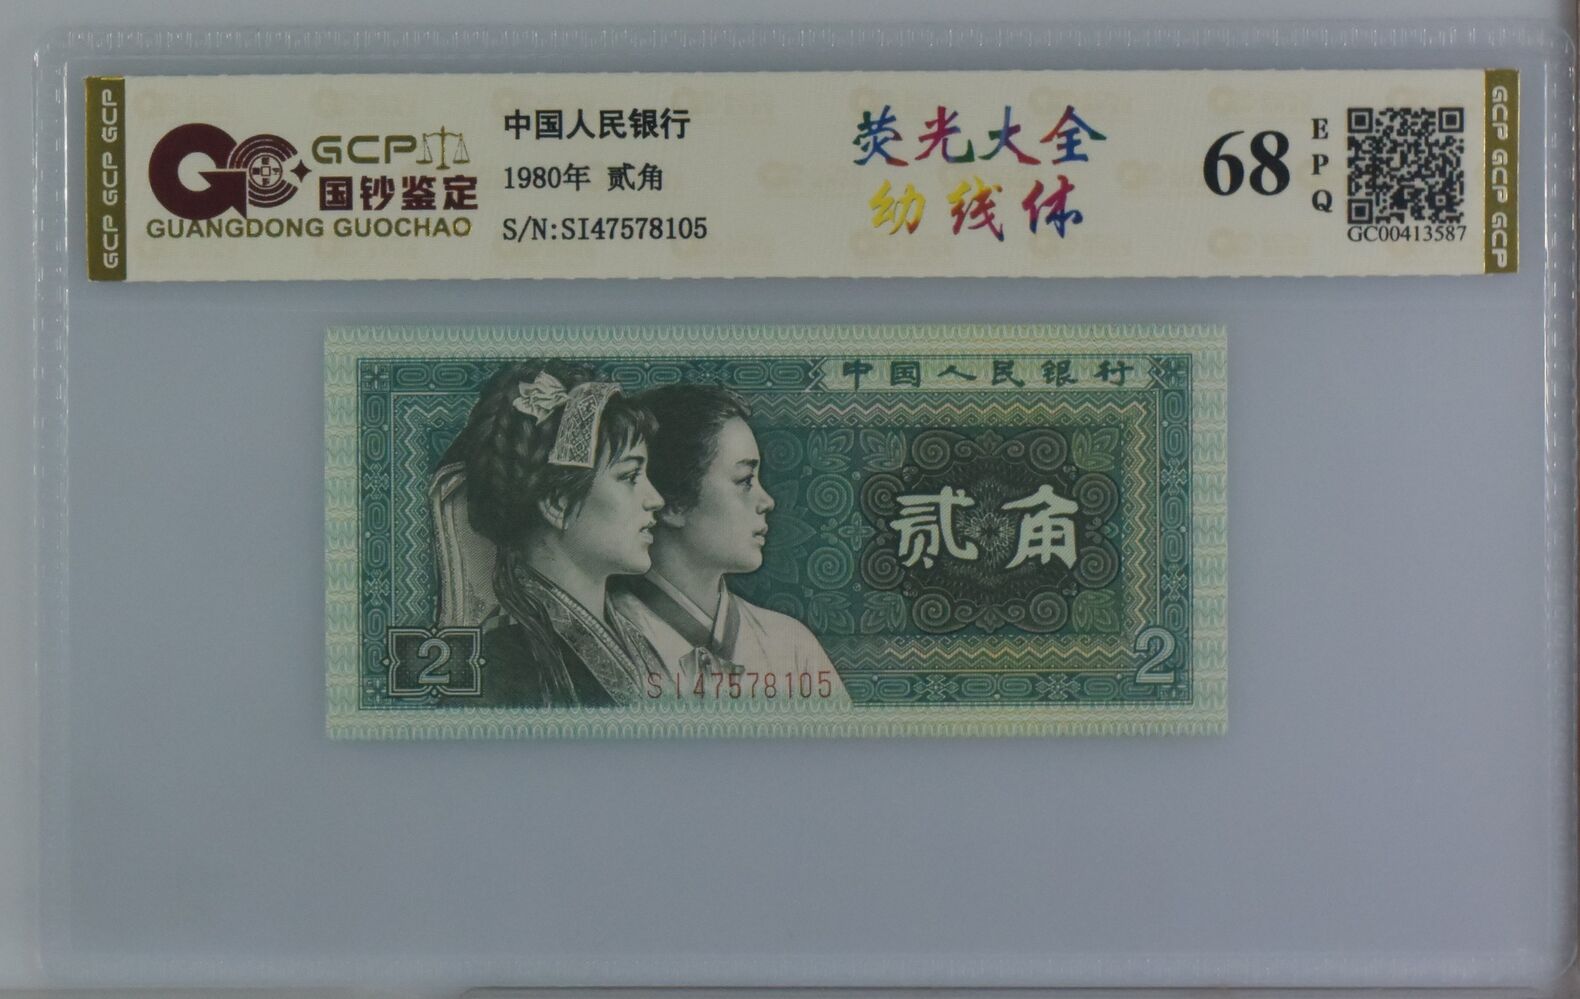 GCP GCP GCP
GCP
国钞鉴定
GUANGDONG GUOCHAO
中国人民银行
1980年 贰角
S/N:SI47578105
荧光大全
幼线体
68
EPQ
GC00413587
GCP GCP GCP
中国人民银行
贰角
2
2
SI47578105